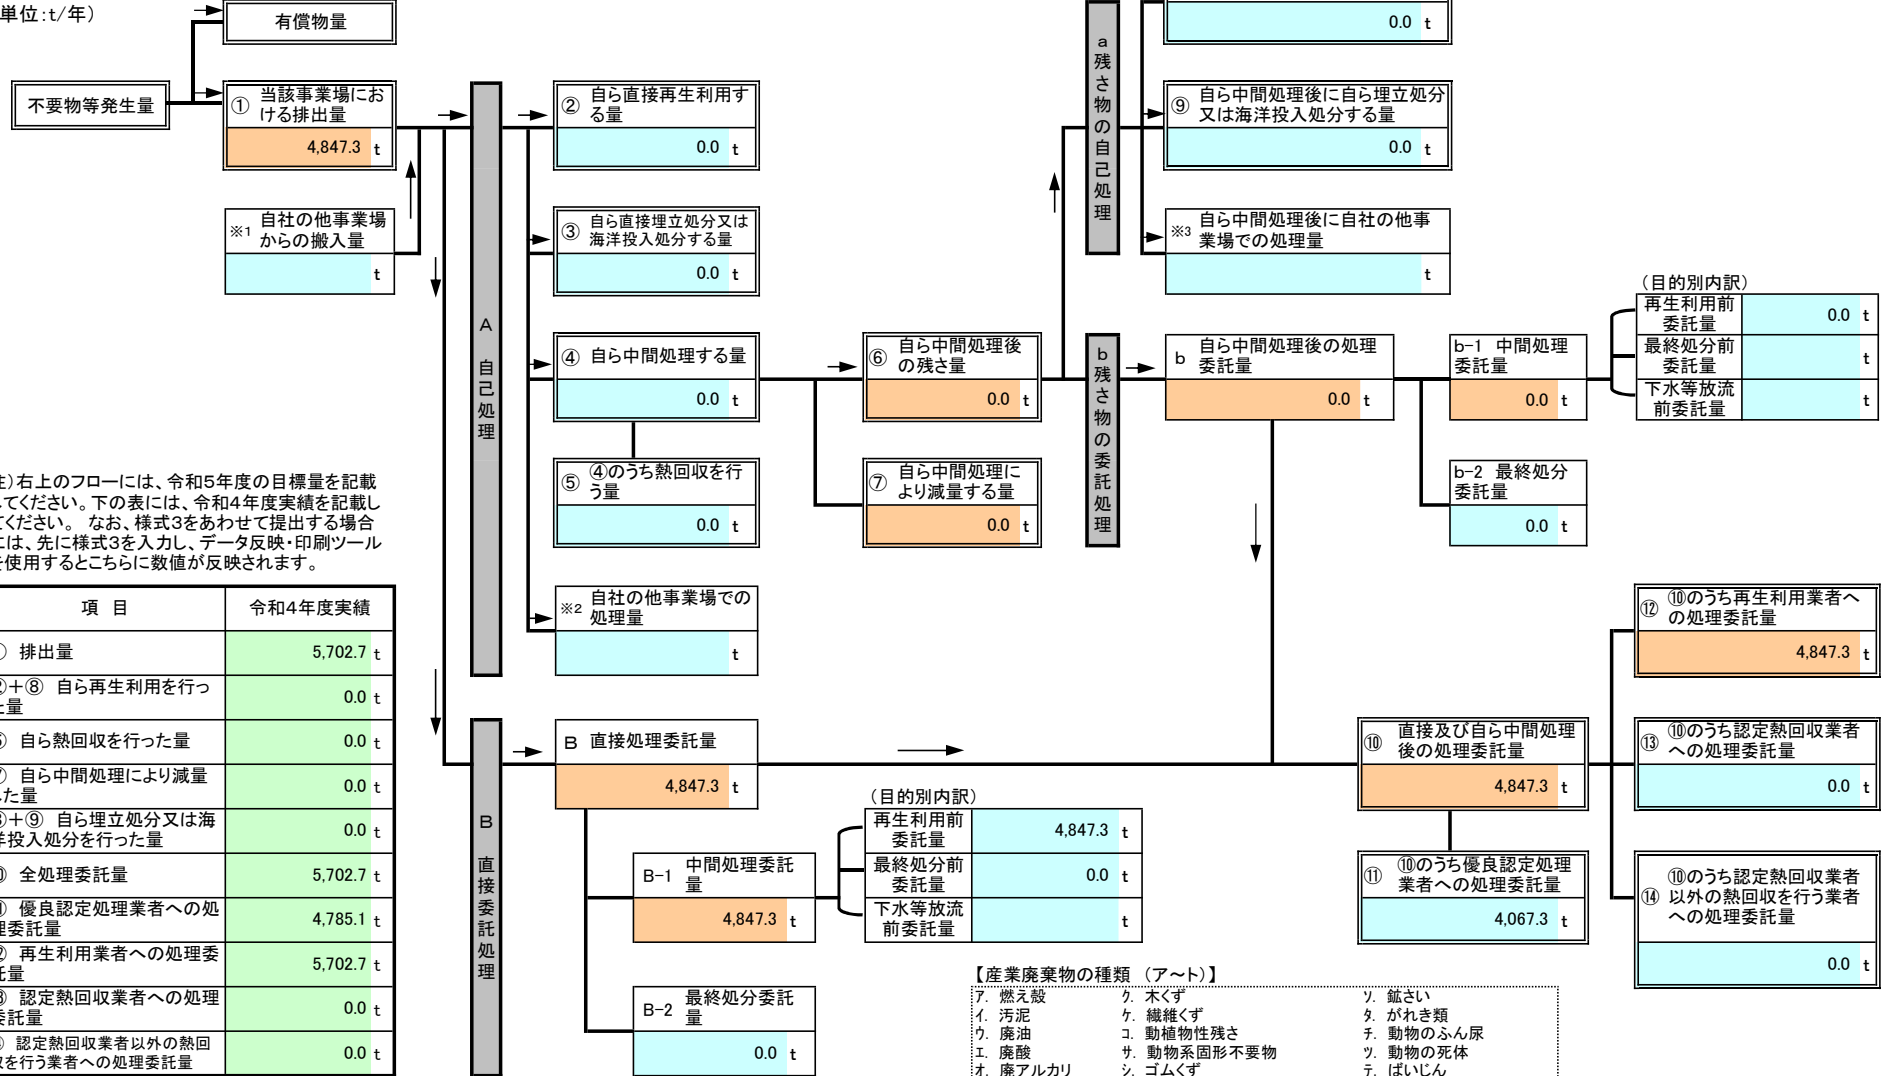 単位:t/年）
有償物量
不要物等発生量
① 当該事業場にお
ける排出量
4,847.3 t
※1 自社の他事業場
からの搬入量
t
A 自己処理
② 自ら直接再生利用す
る量
0.0 t
③ 自ら直接埋立処分又は
海洋投入処分する量
0.0 t
④ 自ら中間処理する量
0.0 t
⑤ ④のうち熱回収を行
う量
0.0 t
※2 自社の他事業場での
処理量
t
⑥ 自ら中間処理後
の残さ量
0.0 t
⑦ 自ら中間処理に
より減量する量
0.0 t
a 残さ物の自己処理
0.0 t
⑨ 自ら中間処理後に自ら埋立処分
又は海洋投入処分する量
0.0 t
※3 自ら中間処理後に自社の他事
業場での処理量
t
b 残さ物の委託処理
b 自ら中間処理後の処理
委託量
0.0 t
b-1 中間処理
委託量
0.0 t
b-2 最終処分
委託量
0.0 t
（目的別内訳）
再生利用前
委託量
0.0 t
最終処分前
委託量
t
下水等放流
前委託量
t
注）右上のフローには、令和5年度の目標量を記載
してください。下の表には、令和4年度実績を記載し
てください。 なお、様式3をあわせて提出する場合
には、先に様式3を入力し、データ反映・印刷ツール
を使用するとこちらに数値が反映されます。
項 目 令和4年度実績
① 排出量 5,702.7 t
②＋⑧ 自ら再生利用を行っ
た量 0.0 t
⑤ 自ら熱回収を行った量 0.0 t
⑦ 自ら中間処理により減量
した量 0.0 t
③＋⑨ 自ら埋立処分又は海
洋投入処分を行った量 0.0 t
⑩ 全処理委託量 5,702.7 t
⑪ 優良認定処理業者への処
理委託量 4,785.1 t
⑫ 再生利用業者への処理委
託量 5,702.7 t
⑬ 認定熱回収業者への処理
委託量 0.0 t
⑭ 認定熱回収業者以外の熱回
収を行う業者への処理委託量 0.0 t
B 直接委託処理
B 直接処理委託量
4,847.3 t
B-1 中間処理委託
量
4,847.3 t
B-2 最終処分委託
量
0.0 t
（目的別内訳）
再生利用前
委託量
4,847.3 t
最終処分前
委託量
0.0 t
下水等放流
前委託量
t
⑩ 直接及び自ら中間処理
後の処理委託量
4,847.3 t
⑪ ⑩のうち優良認定処理
業者への処理委託量
4,067.3 t
⑫ ⑩のうち再生利用業者へ
の処理委託量
4,847.3 t
⑬ ⑩のうち認定熱回収業者
への処理委託量
0.0 t
⑭ ⑩のうち認定熱回収業者
以外の熱回収を行う業者
への処理委託量
0.0 t
【産業廃棄物の種類 （ア～ト）】
ア. 燃え殻 ク. 木くず ソ. 鉱さい
イ. 汚泥 ケ. 繊維くず タ. がれき類
ウ. 廃油 コ. 動植物性残さ チ. 動物のふん尿
エ. 廃酸 サ. 動物系固形不要物 ツ. 動物の死体
オ. 廃アルカリ シ. ゴムくず テ. ばいじん